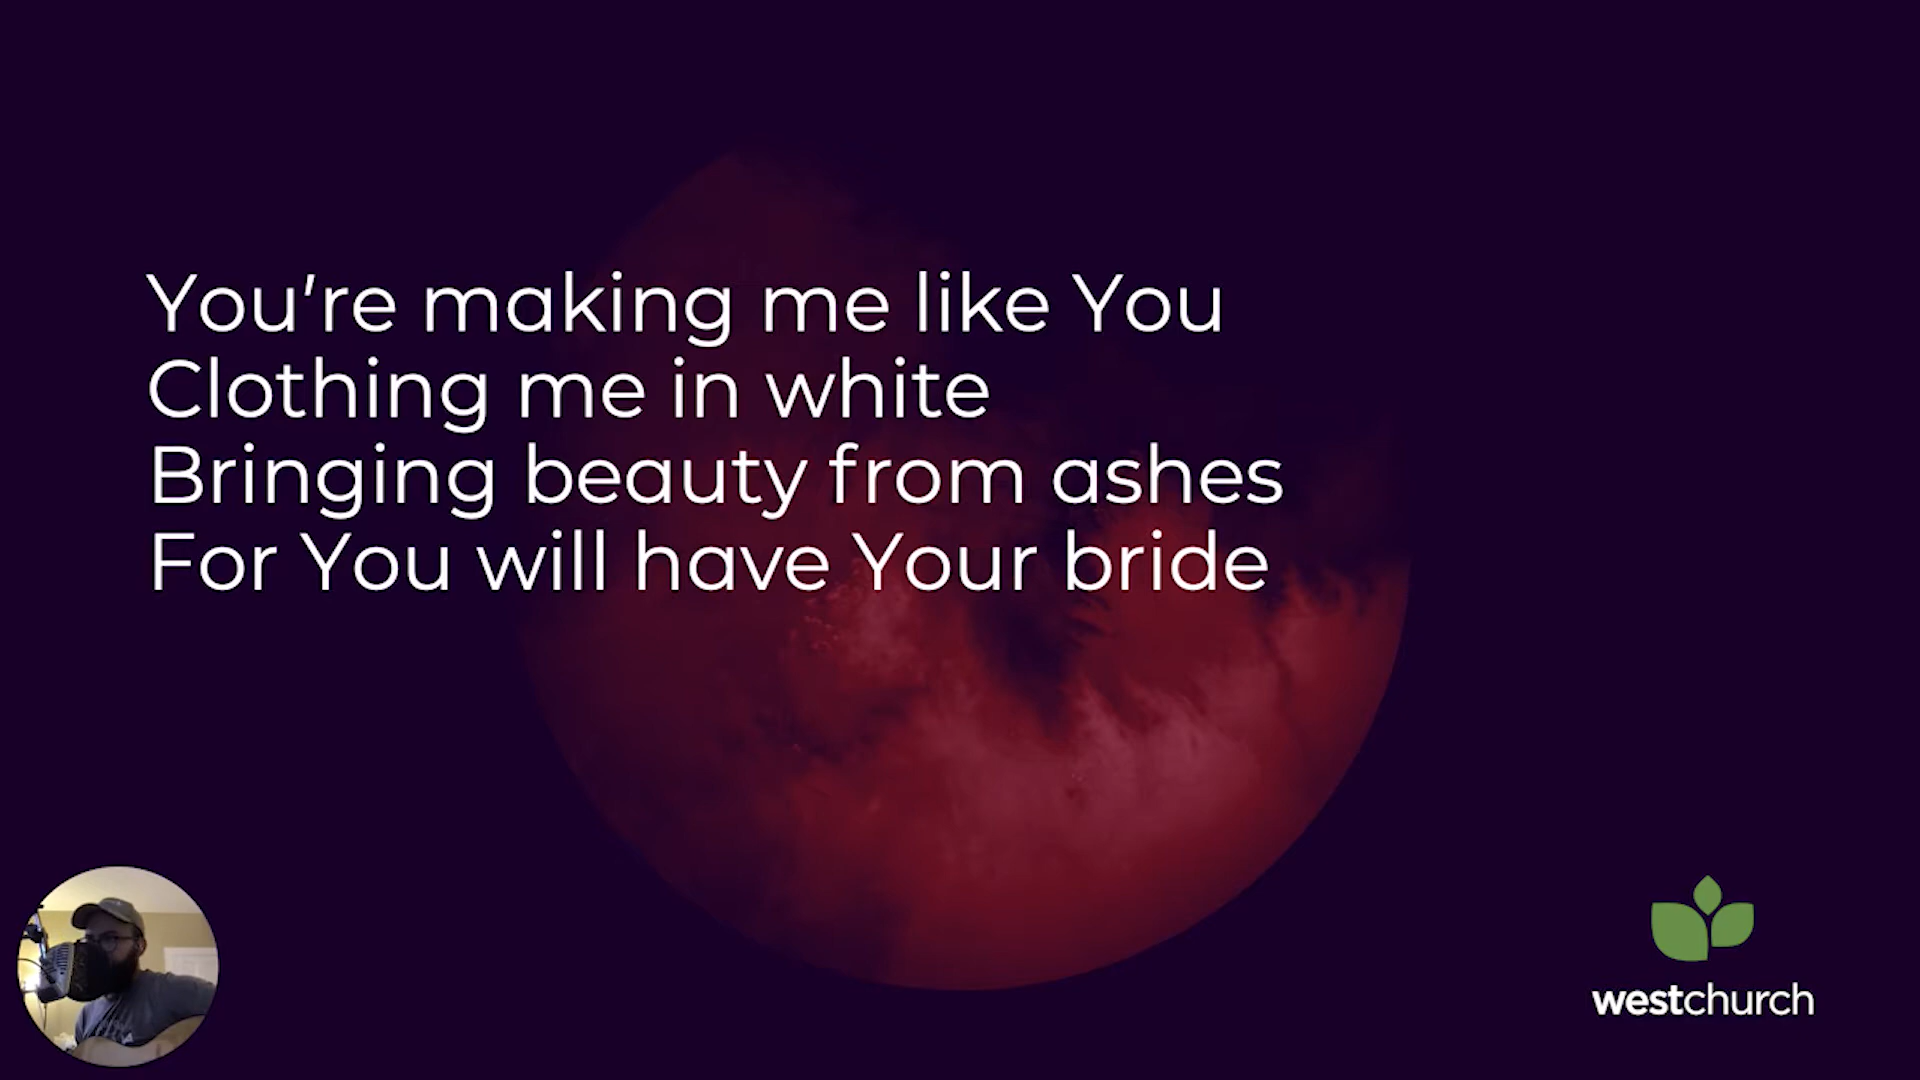 You're making me like You
Clothing me in white
Bringing beauty from ashes
For You will have Your bride
westchurch